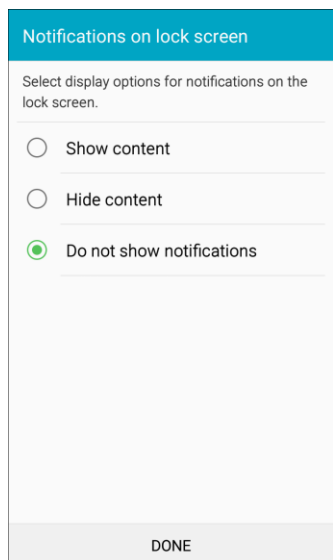 Notifications on lock screen
Select display options for notifications on the
lock screen.
Show content
Hide content
Do not show notifications
DONE